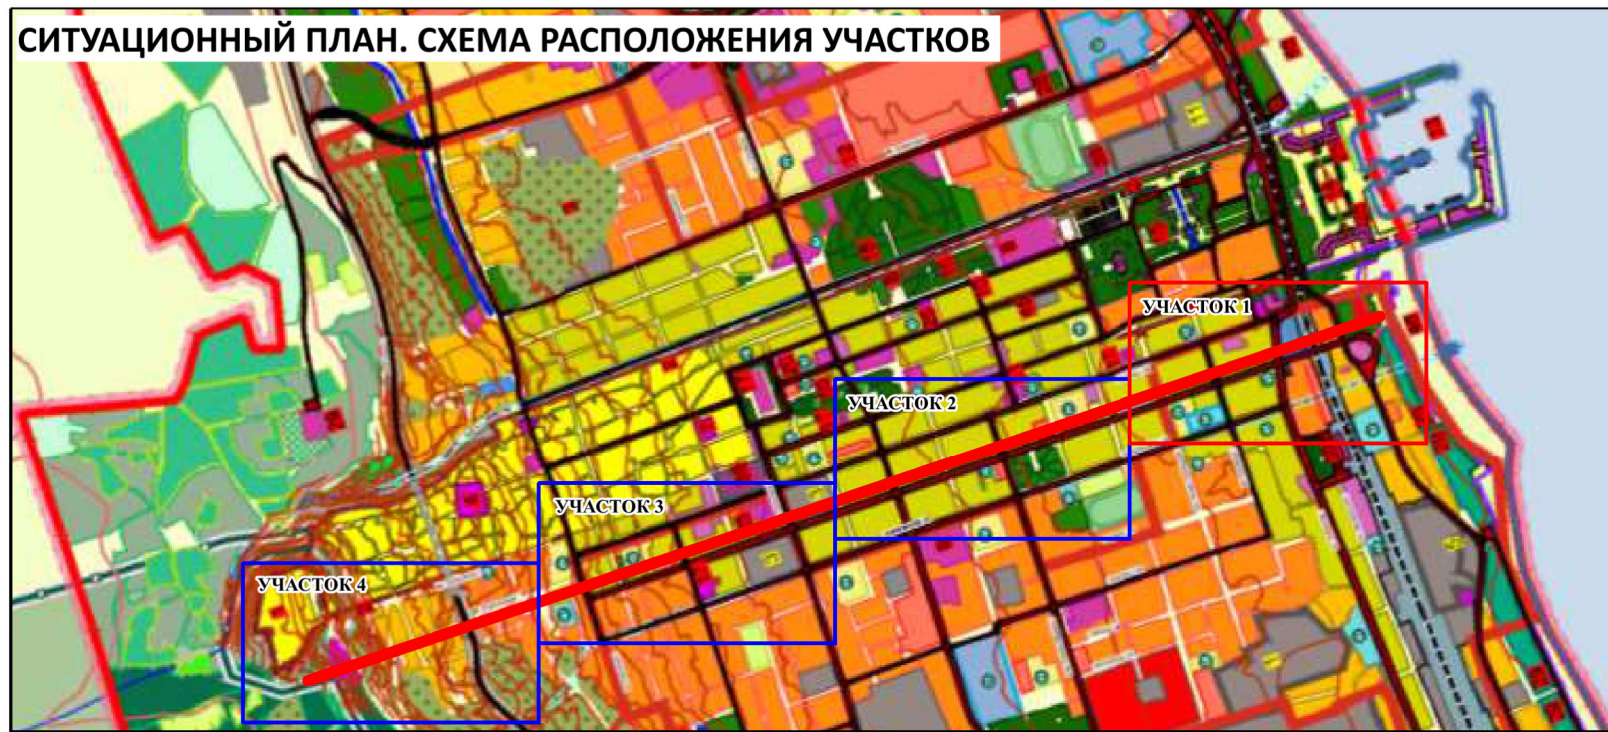 СИТУАЦИОННЫЙ ПЛАН. СХЕМА РАСПОЛОЖЕНИЯ УЧАСТКОВ
УЧАСТОК 1
УЧАСТОК 2
УЧАСТОК 3
УЧАСТОК 4